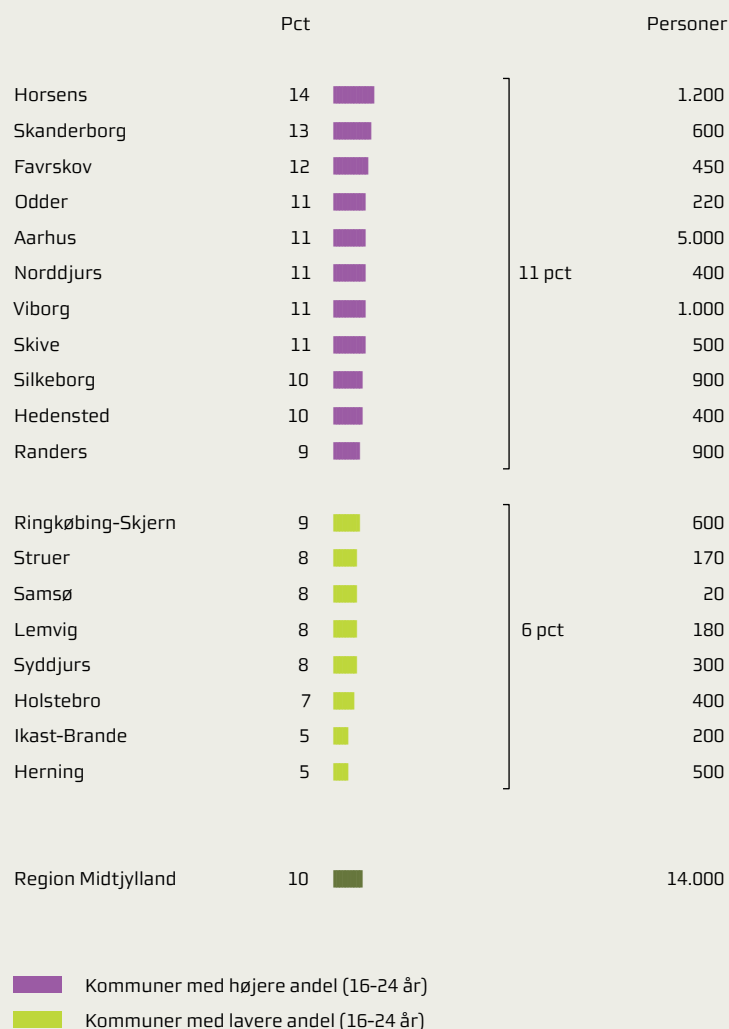 Pct Personer
Horsens 14 1.200
Skanderborg 13 600
Favrskov 12 450
Odder 11 220
Aarhus 11 5.000
Norddjurs 11 11 pct 400
Viborg 11 1.000
Skive 11 500
Silkeborg 10 900
Hedensted 10 400
Randers 9 900
Ringkøbing-Skjern 9 600
Struer 8 170
Samsø 8 20
Lemvig 8 6 pct 180
Syddjurs 8 300
Holstebro 7 400
Ikast-Brande 5 200
Herning 5 500
Region Midtjylland 10 14.000
Kommuner med højere andel (16-24 år)
Kommuner med lavere andel (16-24 år)